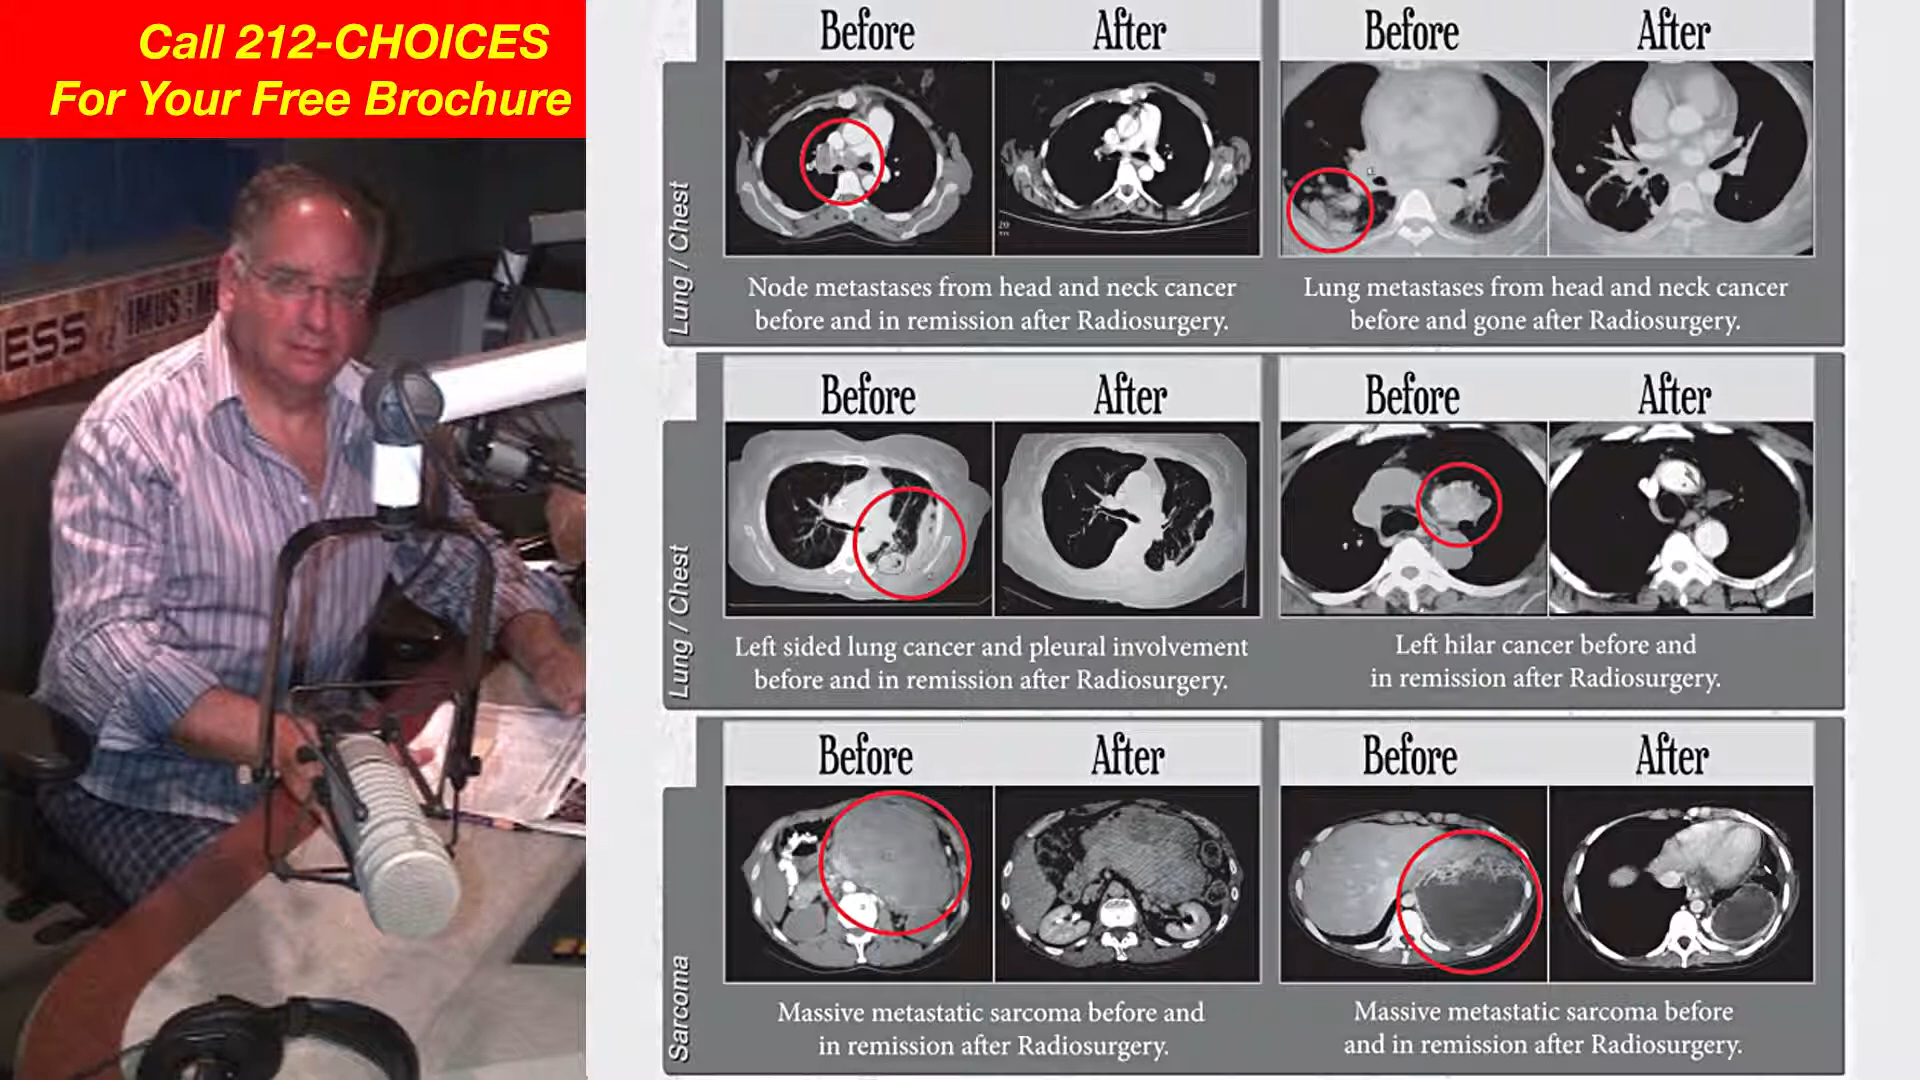 Call 212-CHOICES
For Your Free Brochure
ESS
IMUS
Before
After
Before
After
Lung / Chest
Node metastases from head and neck cancer
before and in remission after Radiosurgery.
Lung metastases from head and neck cancer
before and gone after Radiosurgery.
Before
After
Before
After
Lung / Chest
Left sided lung cancer and pleural involvement
before and in remission after Radiosurgery.
Left hilar cancer before and
in remission after Radiosurgery.
Before
After
Before
After
Sarcoma
Massive metastatic sarcoma before and
in remission after Radiosurgery.
Massive metastatic sarcoma before
and in remission after Radiosurgery.